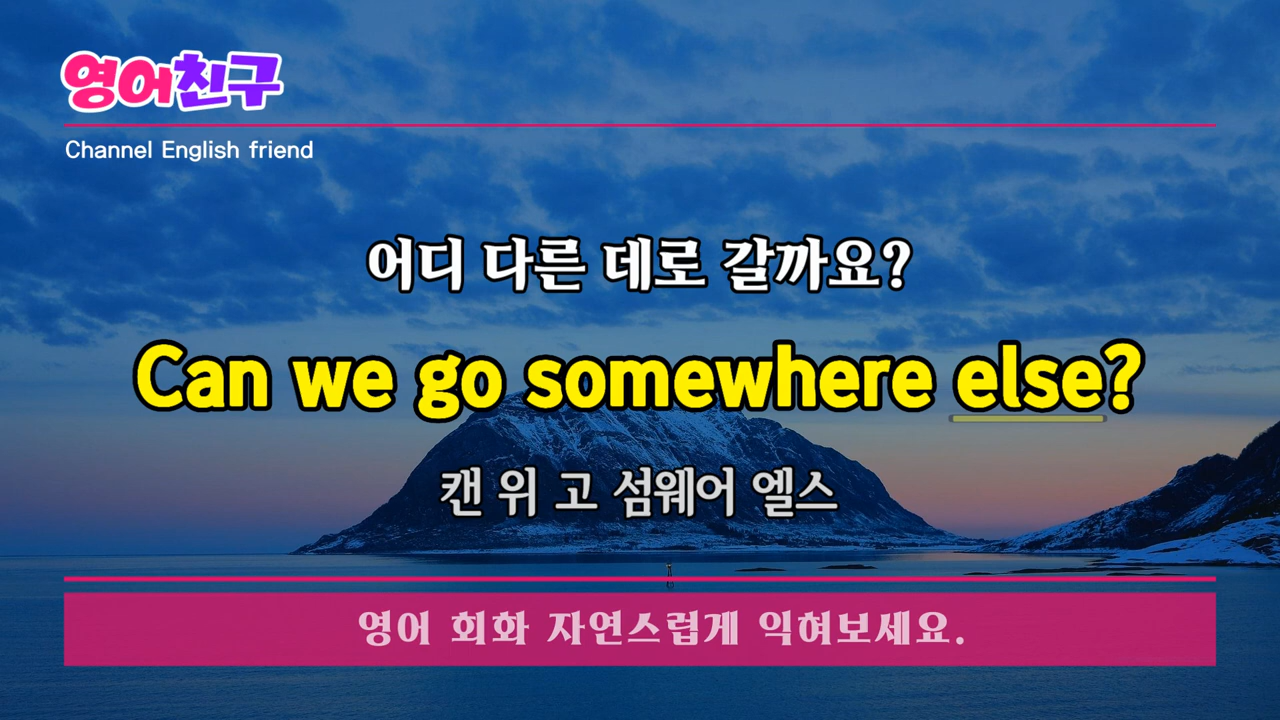 영어친구
Channel English friend
어디 다른 데로 갈까요?
Can we go somewhere else?
캔 위 고 섬웨어 엘스
영어 회화 자연스럽게 익혀보세요.